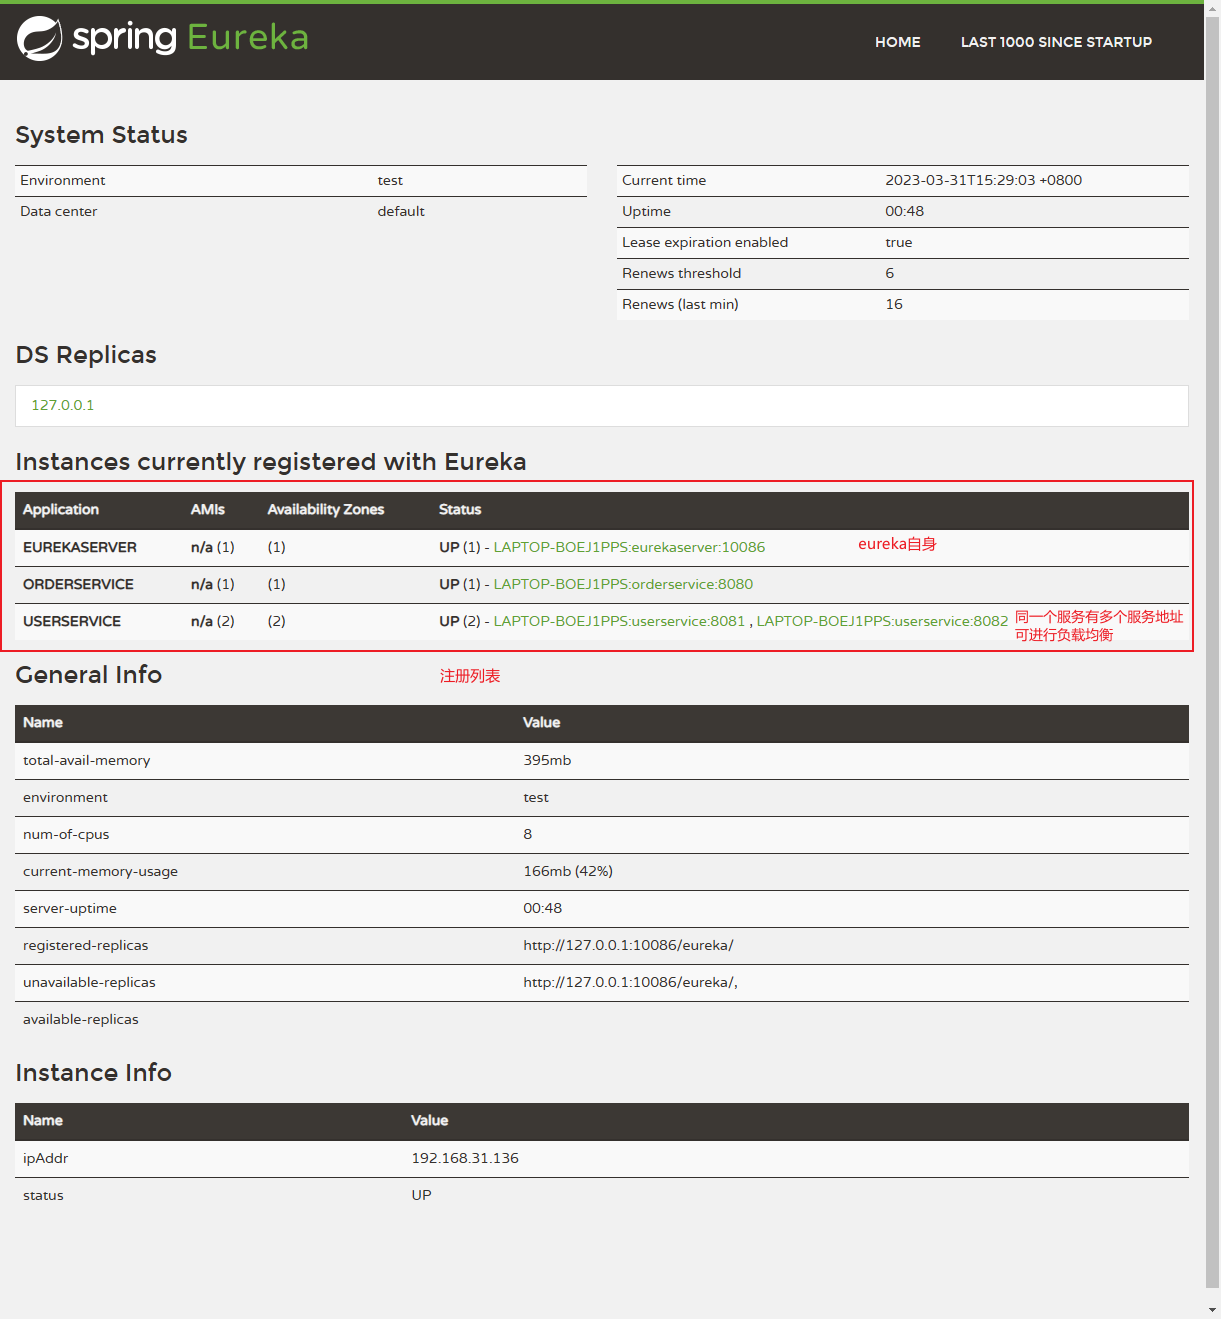 spring Eureka
HOME LAST 1000 SINCE STARTUP
System Status
Environment test
Data center default
Current time 2023-03-31T15:29:03 +0800
Uptime 00:48
Lease expiration enabled true
Renews threshold 6
Renews (last min) 16
DS Replicas
127.0.0.1
Instances currently registered with Eureka
Application AMIs Availability Zones Status
EUREKASERVER n/a (1) (1) UP (1) - LAPTOP-BOEJ1PPS:eurekaserver:10086 eureka自身
ORDERSERVICE n/a (1) (1) UP (1) - LAPTOP-BOEJ1PPS:orderservice:8080
USERSERVICE n/a (2) (2) UP (2) - LAPTOP-BOEJ1PPS:userservice:8081 , LAPTOP-BOEJ1PPS:userservice:8082 同一个服务有多个服务地址
可进行负载均衡
General Info 注册列表
Name Value
total-avail-memory 395mb
environment test
num-of-cpus 8
current-memory-usage 166mb (42%)
server-uptime 00:48
registered-replicas http://127.0.0.1:10086/eureka/
unavailable-replicas http://127.0.0.1:10086/eureka/,
available-replicas
Instance Info
Name Value
ipAddr 192.168.31.136
status UP